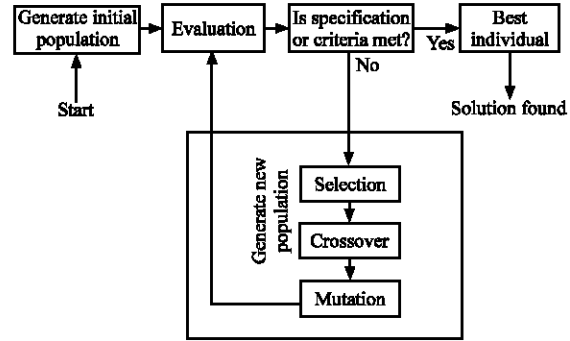 Generate initial
population
Evaluation
Is specification
or criteria met?
Yes
Best
individual
No
Start
Solution found
Generate new
population
Selection
Crossover
Mutation